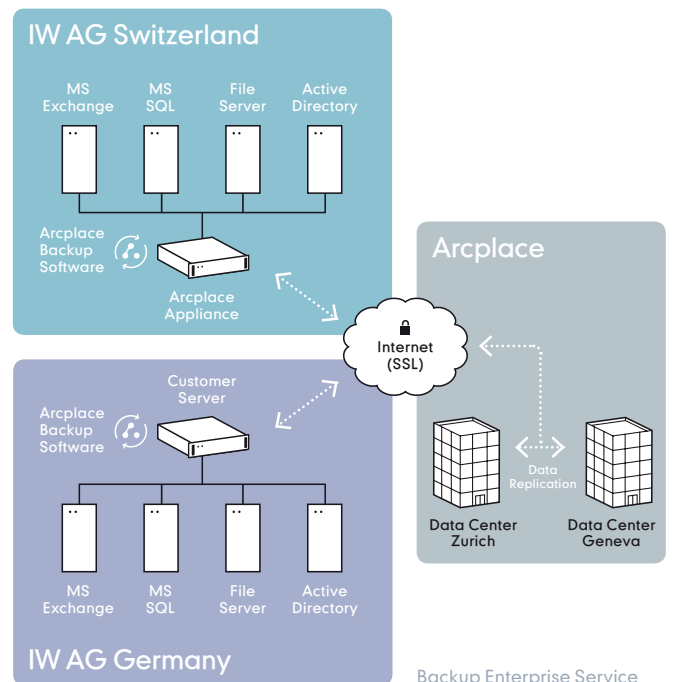 IW AG Switzerland
MS
Exchange
MS
SQL
File
Server
Active
Directory
Arcplace
Backup
Software
Arcplace
Appliance
Arcplace
Internet
(SSL)
Data
Replication
Data Center
Zurich
Data Center
Geneva
Customer
Server
Arcplace
Backup
Software
MS
Exchange
MS
SQL
File
Server
Active
Directory
IW AG Germany
Backup Enterprise Service